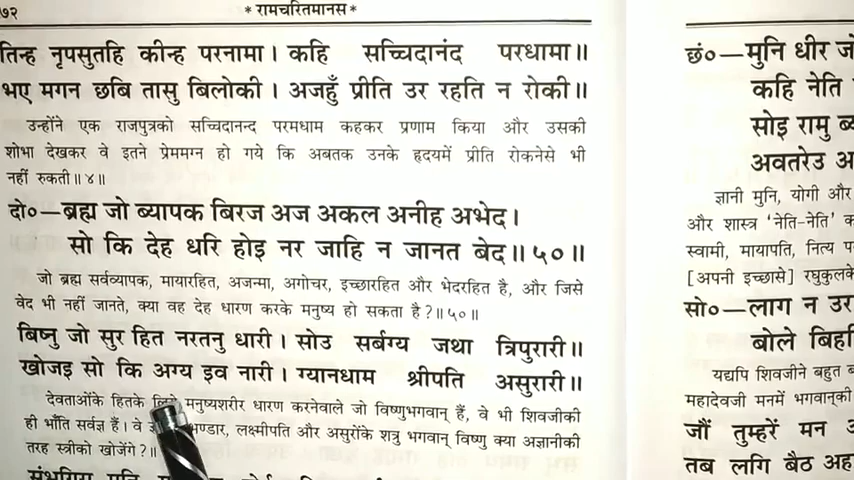 ७२
*रामचरितमानस*
तिन्ह नृपसुतहि कीन्ह परनामा। कहि सच्चिदानंद परधामा॥
भए मगन छबि तासु बिलोकी। अजहुँ प्रीति उर रहति न रोकी॥
उन्होंने एक राजपुत्रको सच्चिदानन्द परमधाम कहकर प्रणाम किया और उसकी
शोभा देखकर वे इतने प्रेममग्न हो गये कि अबतक उनके हृदयमें प्रीति रोकनेसे भी
नहीं रुकती॥४॥
दो०—ब्रह्म जो ब्यापक बिरज अज अकल अनीह अभेद।
सो कि देह धरि होइ नर जाहि न जानत बेद॥५०॥
जो ब्रह्म सर्वव्यापक, मायारहित, अजन्मा, अगोचर, इच्छारहित और भेदरहित है, और जिसे
वेद भी नहीं जानते, क्या वह देह धारण करके मनुष्य हो सकता है?॥५०॥
बिष्नु जो सुर हित नरतनु धारी। सोउ सर्बग्य जथा त्रिपुरारी॥
खोजइ सो कि अग्य इव नारी। ग्यानधाम श्रीपति असुरारी॥
देवताओंके हितके लिये मनुष्यशरीर धारण करनेवाले जो विष्णुभगवान् हैं, वे भी शिवजीकी
ही भाँति सर्वज्ञ हैं। वे भण्डार, लक्ष्मीपति और असुरोंके शत्रु भगवान् विष्णु क्या अज्ञानीकी
तरह स्त्रीको खोजेंगे?॥
छं०—मुनि धीर
कहि नेति
सोइ रामु
अवतरेउ
ज्ञानी मुनि, योगी और
और शास्त्र 'नेति-नेति'
स्वामी, मायापति, नित्य
[अपनी इच्छासे] रघुकुलके
सो०—लाग न उर
बोले
यद्यपि शिवजीने बहुत
महादेवजी मनमें भगवान्की
जौं तुम्हरें मन
तब लगि बैठ